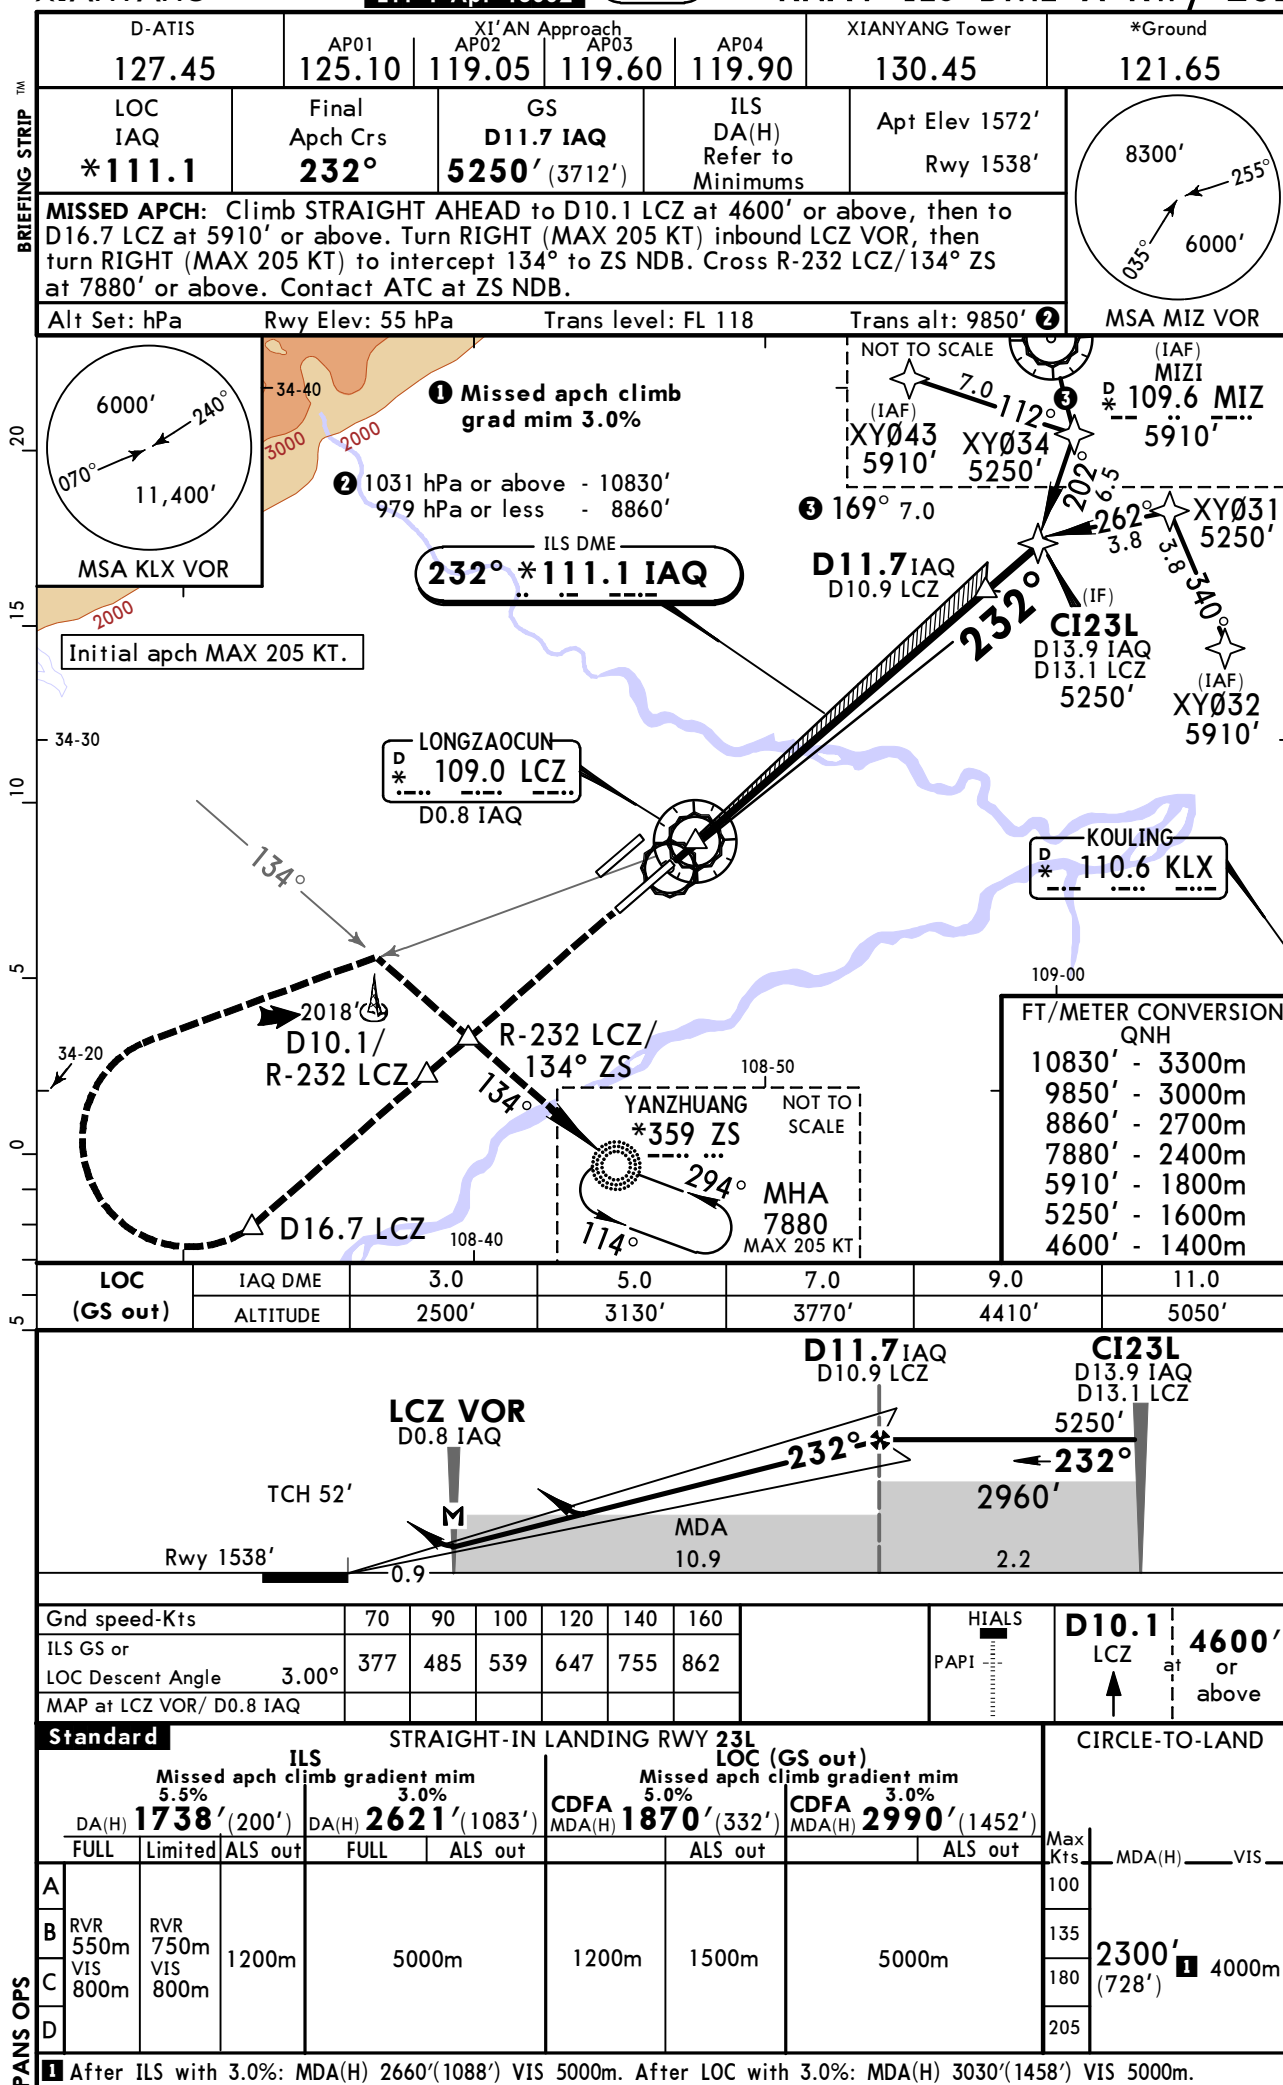 D-ATIS
127.45
XI'AN Approach
AP01
125.10
AP02
119.05
AP03
119.60
AP04
119.90
XIANYANG Tower
130.45
*Ground
121.65
BRIEFING STRIP TM
LOC
IAQ
*111.1
Final
Apch Crs
232°
GS
D11.7 IAQ
5250'(3712')
ILS
DA(H)
Refer to
Minimums
Apt Elev 1572'
Rwy 1538'
8300'
255°
035°
6000'
MSA MIZ VOR
MISSED APCH: Climb STRAIGHT AHEAD to D10.1 LCZ at 4600' or above, then to
D16.7 LCZ at 5910' or above. Turn RIGHT (MAX 205 KT) inbound LCZ VOR, then
turn RIGHT (MAX 205 KT) to intercept 134° to ZS NDB. Cross R-232 LCZ/134° ZS
at 7880' or above. Contact ATC at ZS NDB.
Alt Set: hPa Rwy Elev: 55 hPa Trans level: FL 118 Trans alt: 9850' 2
6000'
240°
070°
11,400'
MSA KLX VOR
34-40
3000
2000
2000
1 Missed apch climb
grad mim 3.0%
2 1031 hPa or above - 10830'
979 hPa or less - 8860'
NOT TO SCALE
7.0
112°
3
(IAF)
XYØ43
5910'
XYØ34
5250'
(IAF)
MIZI
D
* 109.6 MIZ
5910'
202°
6.5
3 169° 7.0
262°
3.8
XYØ31
5250'
3.8
340°
(IAF)
XYØ32
5910'
ILS DME
232° *111.1 IAQ
D11.7 IAQ
D10.9 LCZ
232°
(IF)
CI23L
D13.9 IAQ
D13.1 LCZ
5250'
Initial apch MAX 205 KT.
34-30
LONGZAOCUN
D
* 109.0 LCZ
D0.8 IAQ
KOULING
D
* 110.6 KLX
134°
109-00
2018'
D10.1/
R-232 LCZ
R-232 LCZ/
134° ZS
134°
34-20
108-50
YANZHUANG
*359 ZS
NOT TO
SCALE
294°
114°
MHA
7880
MAX 205 KT
D16.7 LCZ
108-40
20
15
10
5
0
5
FT/METER CONVERSION
QNH
10830' - 3300m
9850' - 3000m
8860' - 2700m
7880' - 2400m
5910' - 1800m
5250' - 1600m
4600' - 1400m
LOC
(GS out)
IAQ DME 3.0 5.0 7.0 9.0 11.0
ALTITUDE 2500' 3130' 3770' 4410' 5050'
D11.7 IAQ
D10.9 LCZ
CI23L
D13.9 IAQ
D13.1 LCZ
LCZ VOR
D0.8 IAQ
5250'
232°
232°
2960'
TCH 52'
M
MDA
Rwy 1538'
0.9
10.9
2.2
Gnd speed-Kts 70 90 100 120 140 160
ILS GS or
LOC Descent Angle 3.00° 377 485 539 647 755 862
MAP at LCZ VOR/ D0.8 IAQ
HIALS
PAPI
D10.1
LCZ
at
4600'
or
above
Standard
STRAIGHT-IN LANDING RWY 23L
CIRCLE-TO-LAND
ILS
Missed apch climb gradient mim
5.5%
DA(H) 1738'(200')
3.0%
DA(H) 2621'(1083')
LOC (GS out)
Missed apch climb gradient mim
5.0%
CDFA
MDA(H) 1870'(332')
3.0%
CDFA
MDA(H) 2990'(1452')
FULL Limited ALS out FULL ALS out ALS out ALS out
Max
Kts MDA(H) VIS
A
B
C
D
RVR
550m
VIS
800m
RVR
750m
VIS
800m
1200m
5000m
1200m
1500m
5000m
100
135
180
205
2300'
(728')
1 4000m
PANS OPS
1 After ILS with 3.0%: MDA(H) 2660'(1088') VIS 5000m. After LOC with 3.0%: MDA(H) 3030'(1458') VIS 5000m.